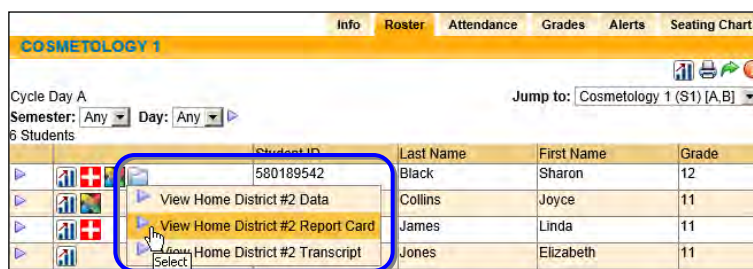 Info Roster Attendance Grades Alerts Seating Chart
COSMETOLOGY 1
Cycle Day A
Jump to: Cosmetology 1 (S1) [A,B]
Semester: Any Day: Any
6 Students
Student ID Last Name First Name Grade
580189542 Black Sharon 12
View Home District #2 Data Collins Joyce 11
View Home District #2 Report Card James Linda 11
View Home District #2 Transcript Jones Elizabeth 11
Select